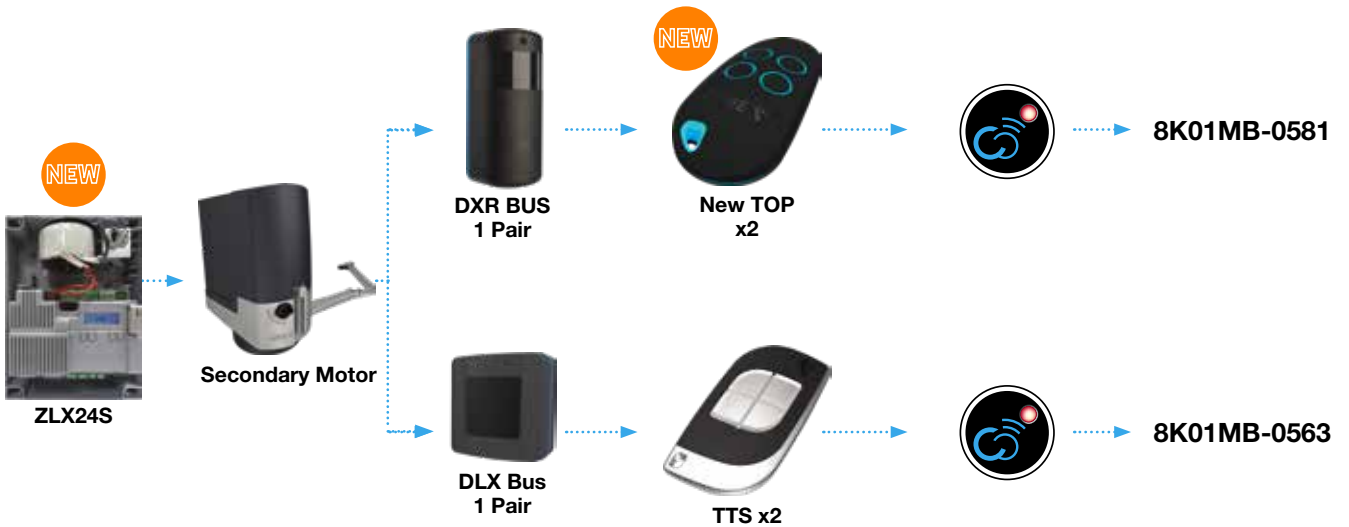 NEW
ZLX24S
Secondary Motor
DXR BUS
1 Pair
NEW
New TOP
x2
8K01MB-0581
DLX Bus
1 Pair
TTS x2
8K01MB-0563